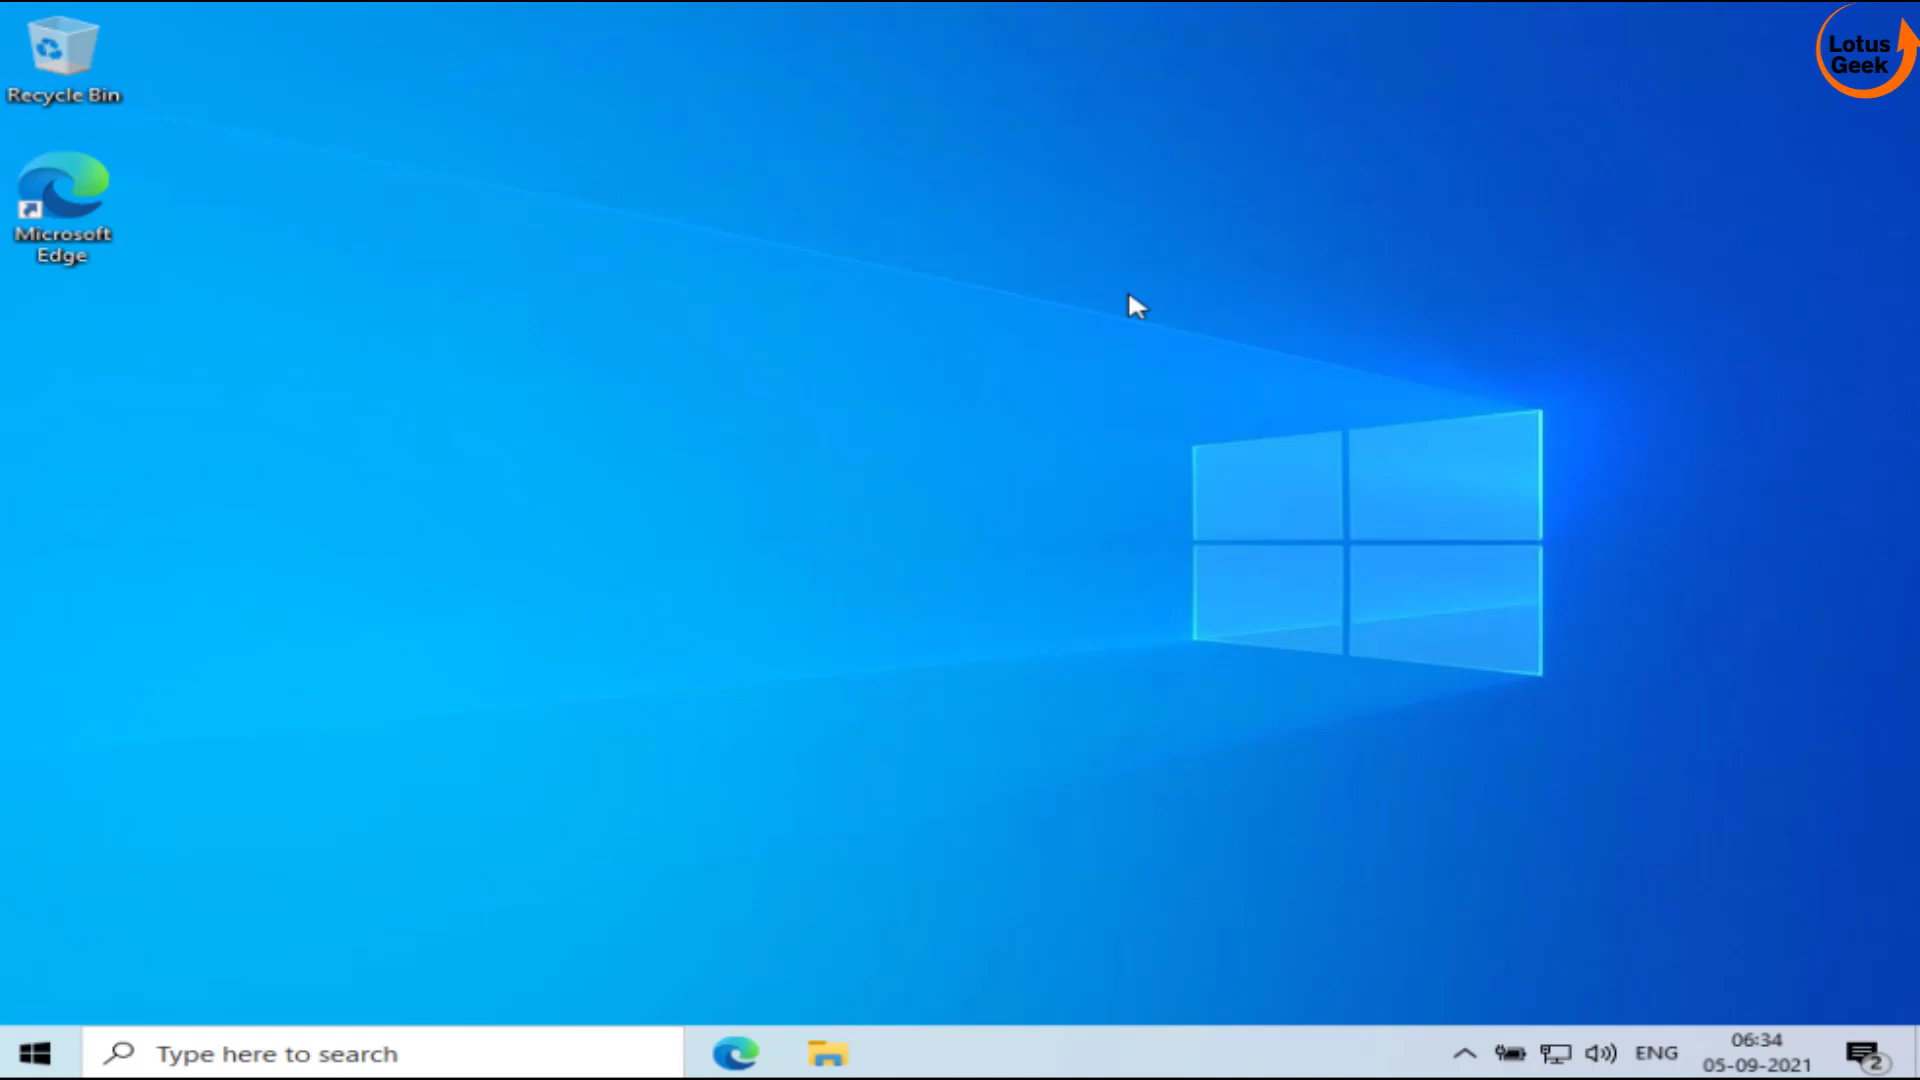 Recycle Bin
Lotus
Geek
Microsoft
Edge
Type here to search
ENG
06:34
05-09-2021
2